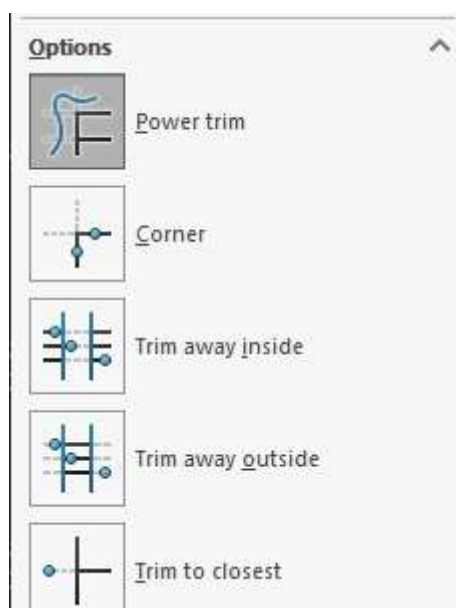 Options
Power trim
Corner
Trim away inside
Trim away outside
Trim to closest